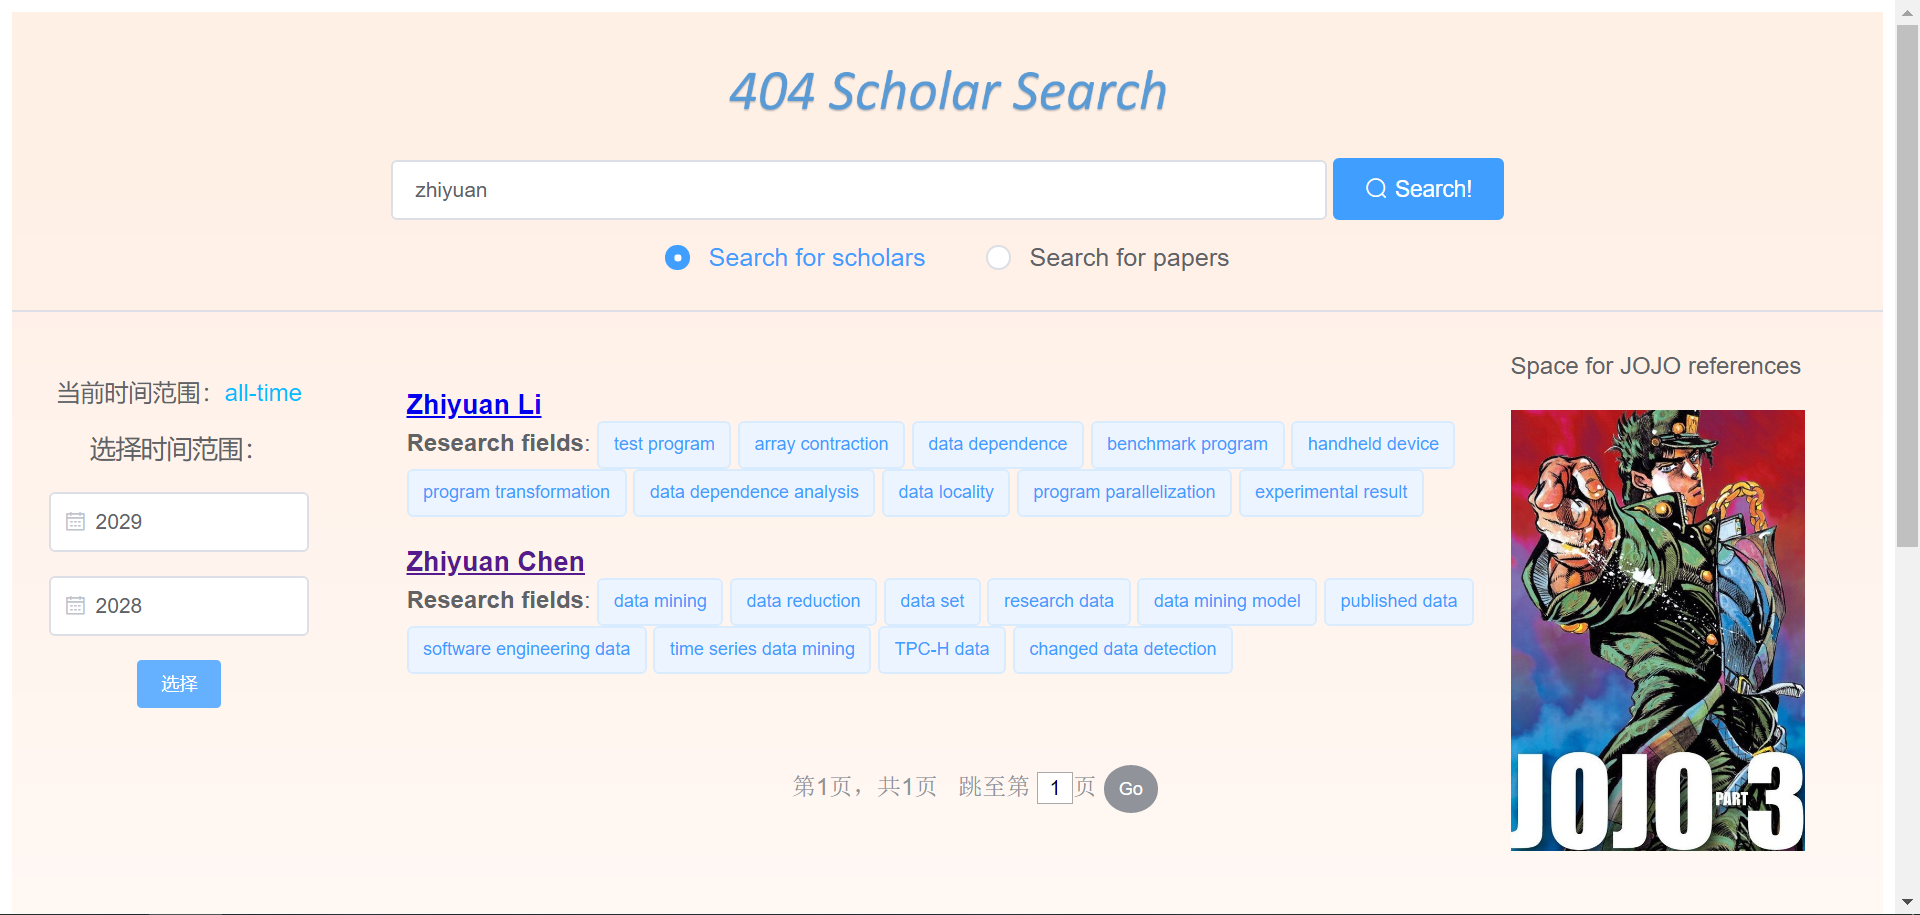 404 Scholar Search
zhiyuan
Search!
Search for scholars
Search for papers
当前时间范围：all-time
选择时间范围：
2029
2028
选择
Zhiyuan Li
Research fields: test program array contraction data dependence benchmark program handheld device
program transformation data dependence analysis data locality program parallelization experimental result
Zhiyuan Chen
Research fields: data mining data reduction data set research data data mining model published data
software engineering data time series data mining TPC-H data changed data detection
第1页，共1页 跳至第 1 页 Go
Space for JOJO references
JOJO PART 3